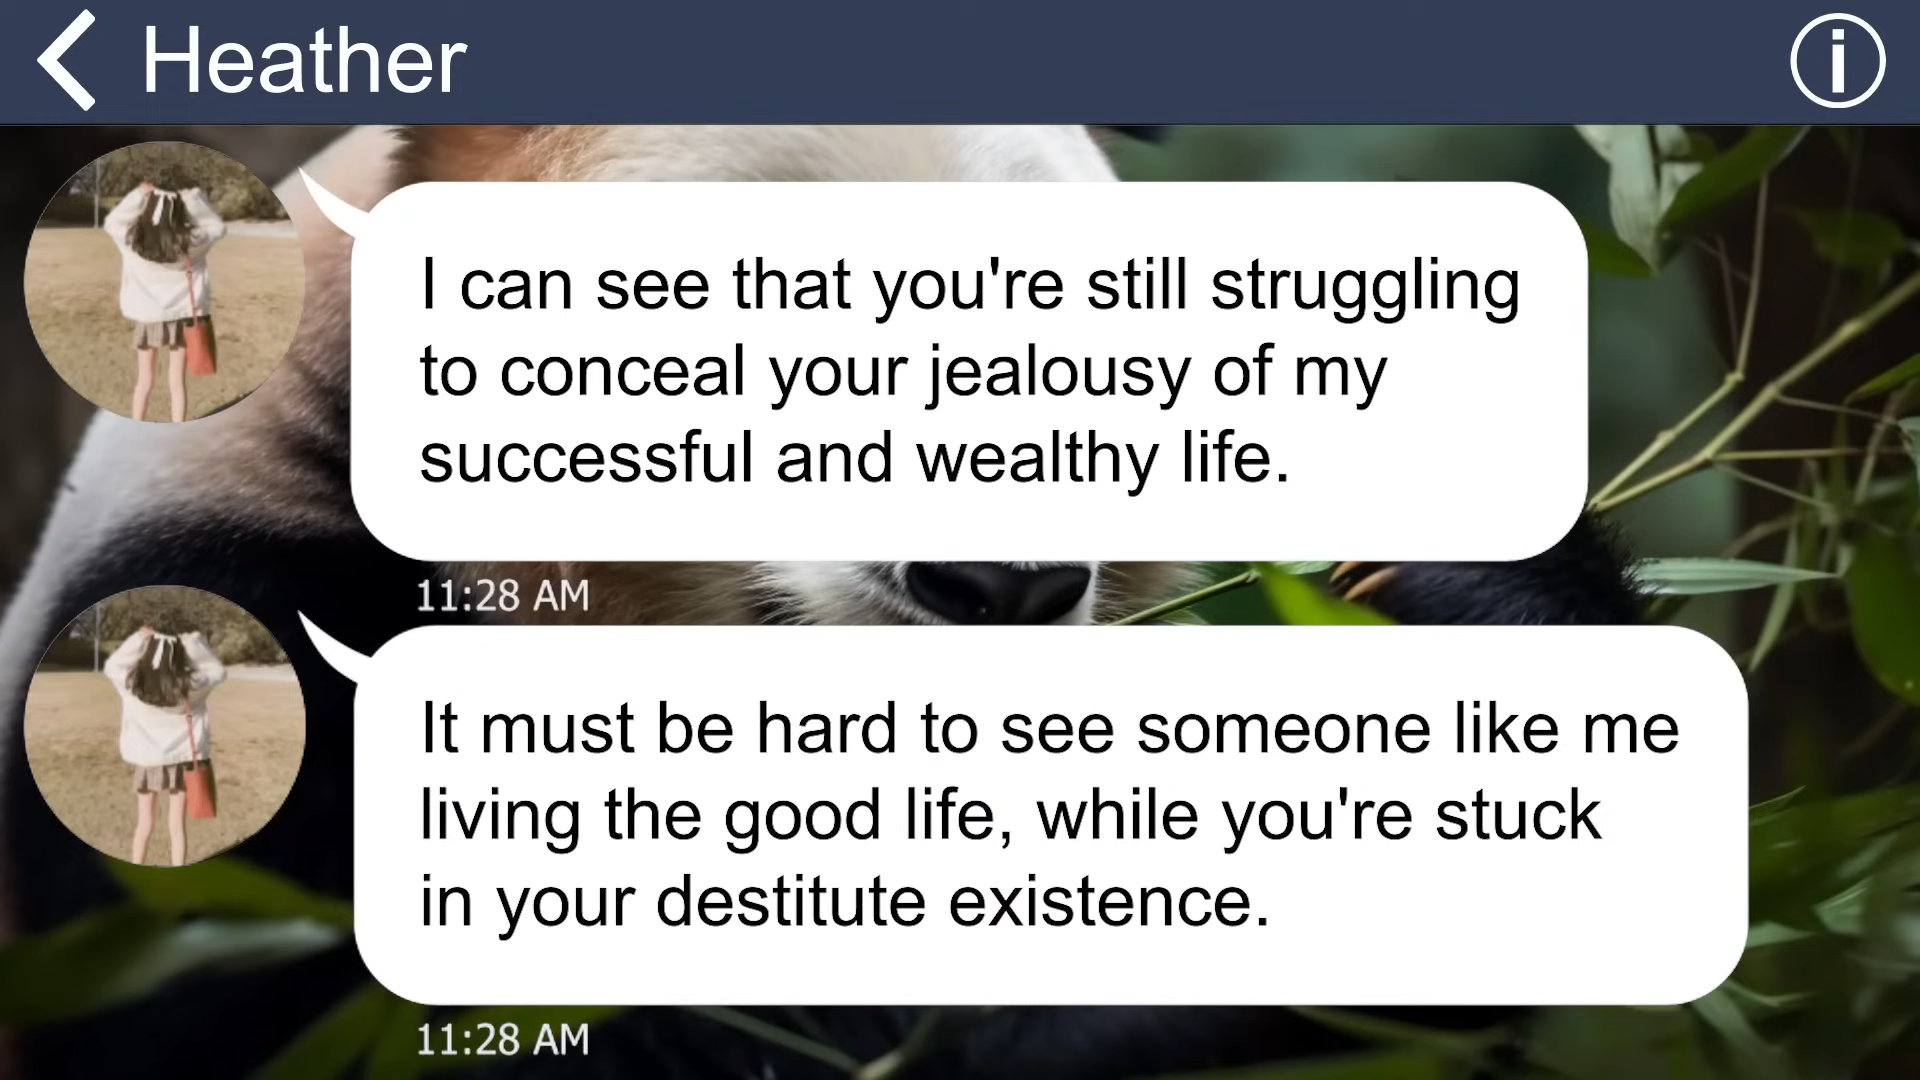 Heather
I can see that you're still struggling
to conceal your jealousy of my
successful and wealthy life.
11:28 AM
It must be hard to see someone like me
living the good life, while you're stuck
in your destitute existence.
11:28 AM